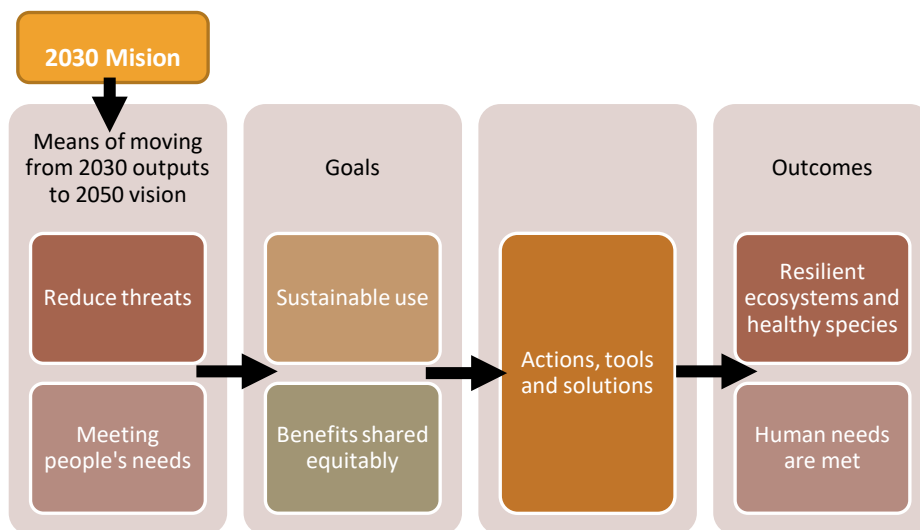 2030 Mision
Means of moving
from 2030 outputs
to 2050 vision
Reduce threats
Meeting
people's needs
Goals
Sustainable use
Benefits shared
equitably
Actions, tools
and solutions
Outcomes
Resilient
ecosystems and
healthy species
Human needs
are met